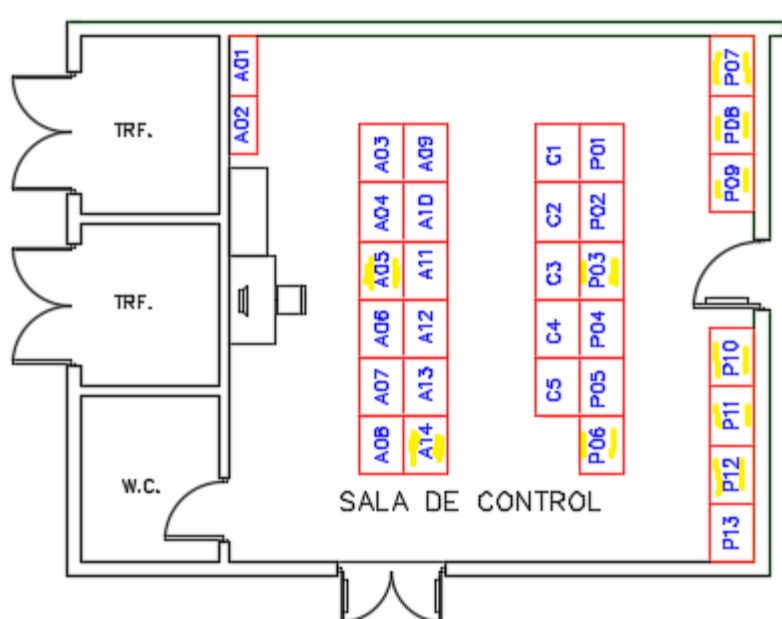 TRF.
TRF.
W.C.
A01
A02
A03
A04
A05
A06
A07
A08
A09
A10
A11
A12
A13
A14
C1
C2
C3
C4
C5
P01
P02
P03
P04
P05
P06
P07
P08
P09
P10
P11
P12
P13
SALA DE CONTROL